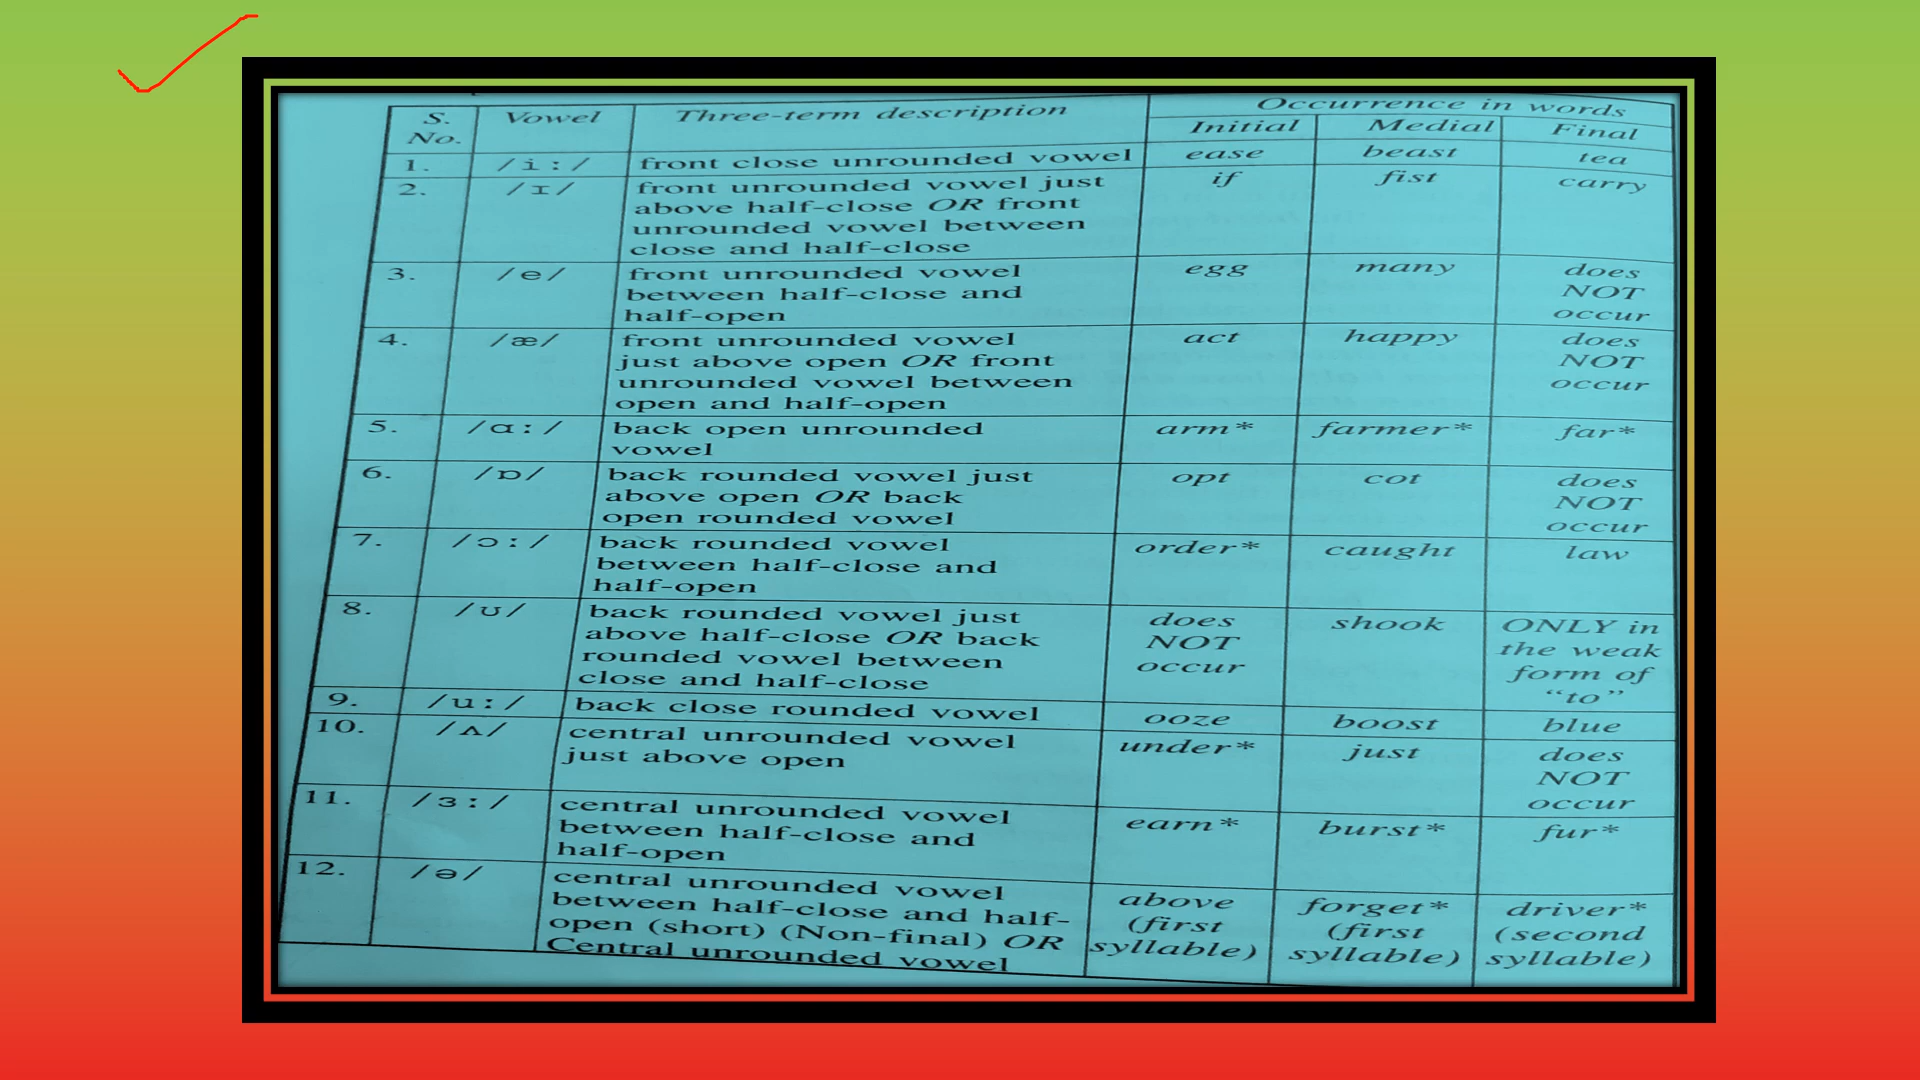 S. No. Vowel Three-term description Occurrence in words
Initial Medial Final
1. /i:/ front close unrounded vowel ease beast tea
2. /ɪ/ front unrounded vowel just if fist carry
above half-close OR front
unrounded vowel between
close and half-close
3. /e/ front unrounded vowel egg many does
between half-close and NOT
half-open occur
4. /æ/ front unrounded vowel act happy does
just above open OR front NOT
unrounded vowel between occur
open and half-open
5. /ɑ:/ back open unrounded arm* farmer* far*
vowel
6. /ɒ/ back rounded vowel just opt cot does
above open OR back NOT
open rounded vowel occur
7. /ɔ:/ back rounded vowel order* caught law
between half-close and
half-open
8. /ʊ/ back rounded vowel just does shook ONLY in
above half-close OR back NOT the weak
rounded vowel between occur form of
close and half-close “to”
9. /u:/ back close rounded vowel ooze boost blue
10. /ʌ/ central unrounded vowel under* just does
just above open NOT
occur
11. /ɜ:/ central unrounded vowel earn* burst* fur*
between half-close and
half-open
12. /ə/ central unrounded vowel above forget* driver*
between half-close and half- (first (first (second
open (short) (Non-final) OR syllable) syllable) syllable)
Central unrounded vowel